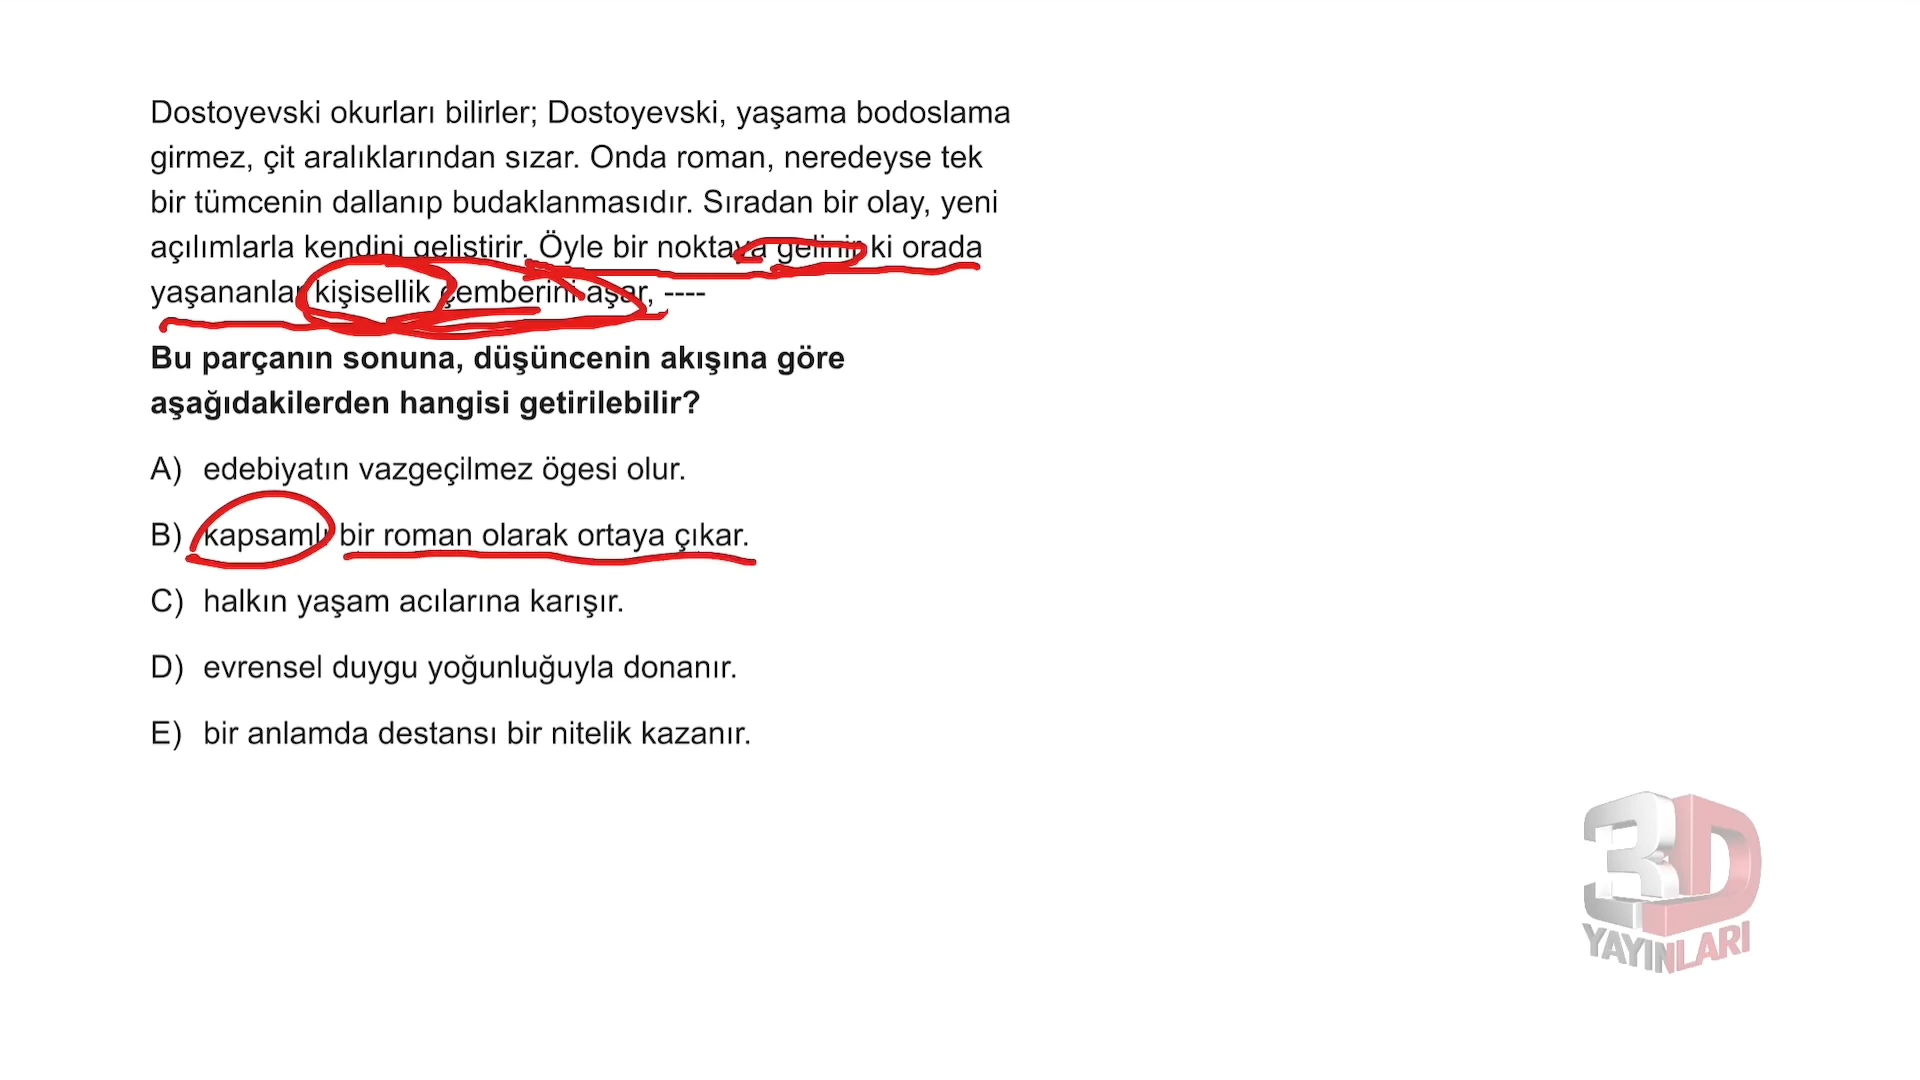 Dostoyevski okurları bilirler; Dostoyevski, yaşama bodoslama
girmez, çit aralıklarından sızar. Onda roman, neredeyse tek
bir tümcenin dallanıp budaklanmasıdır. Sıradan bir olay, yeni
açılımlarla kendini geliştirir. Öyle bir noktaya gelinir ki orada
yaşananlar kişisellik çemberini aşar, ----
Bu parçanın sonuna, düşüncenin akışına göre
aşağıdakilerden hangisi getirilebilir?
A) edebiyatın vazgeçilmez ögesi olur.
B) kapsamlı bir roman olarak ortaya çıkar.
C) halkın yaşam acılarına karışır.
D) evrensel duygu yoğunluğuyla donanır.
E) bir anlamda destansı bir nitelik kazanır.
3D
YAYINLARI